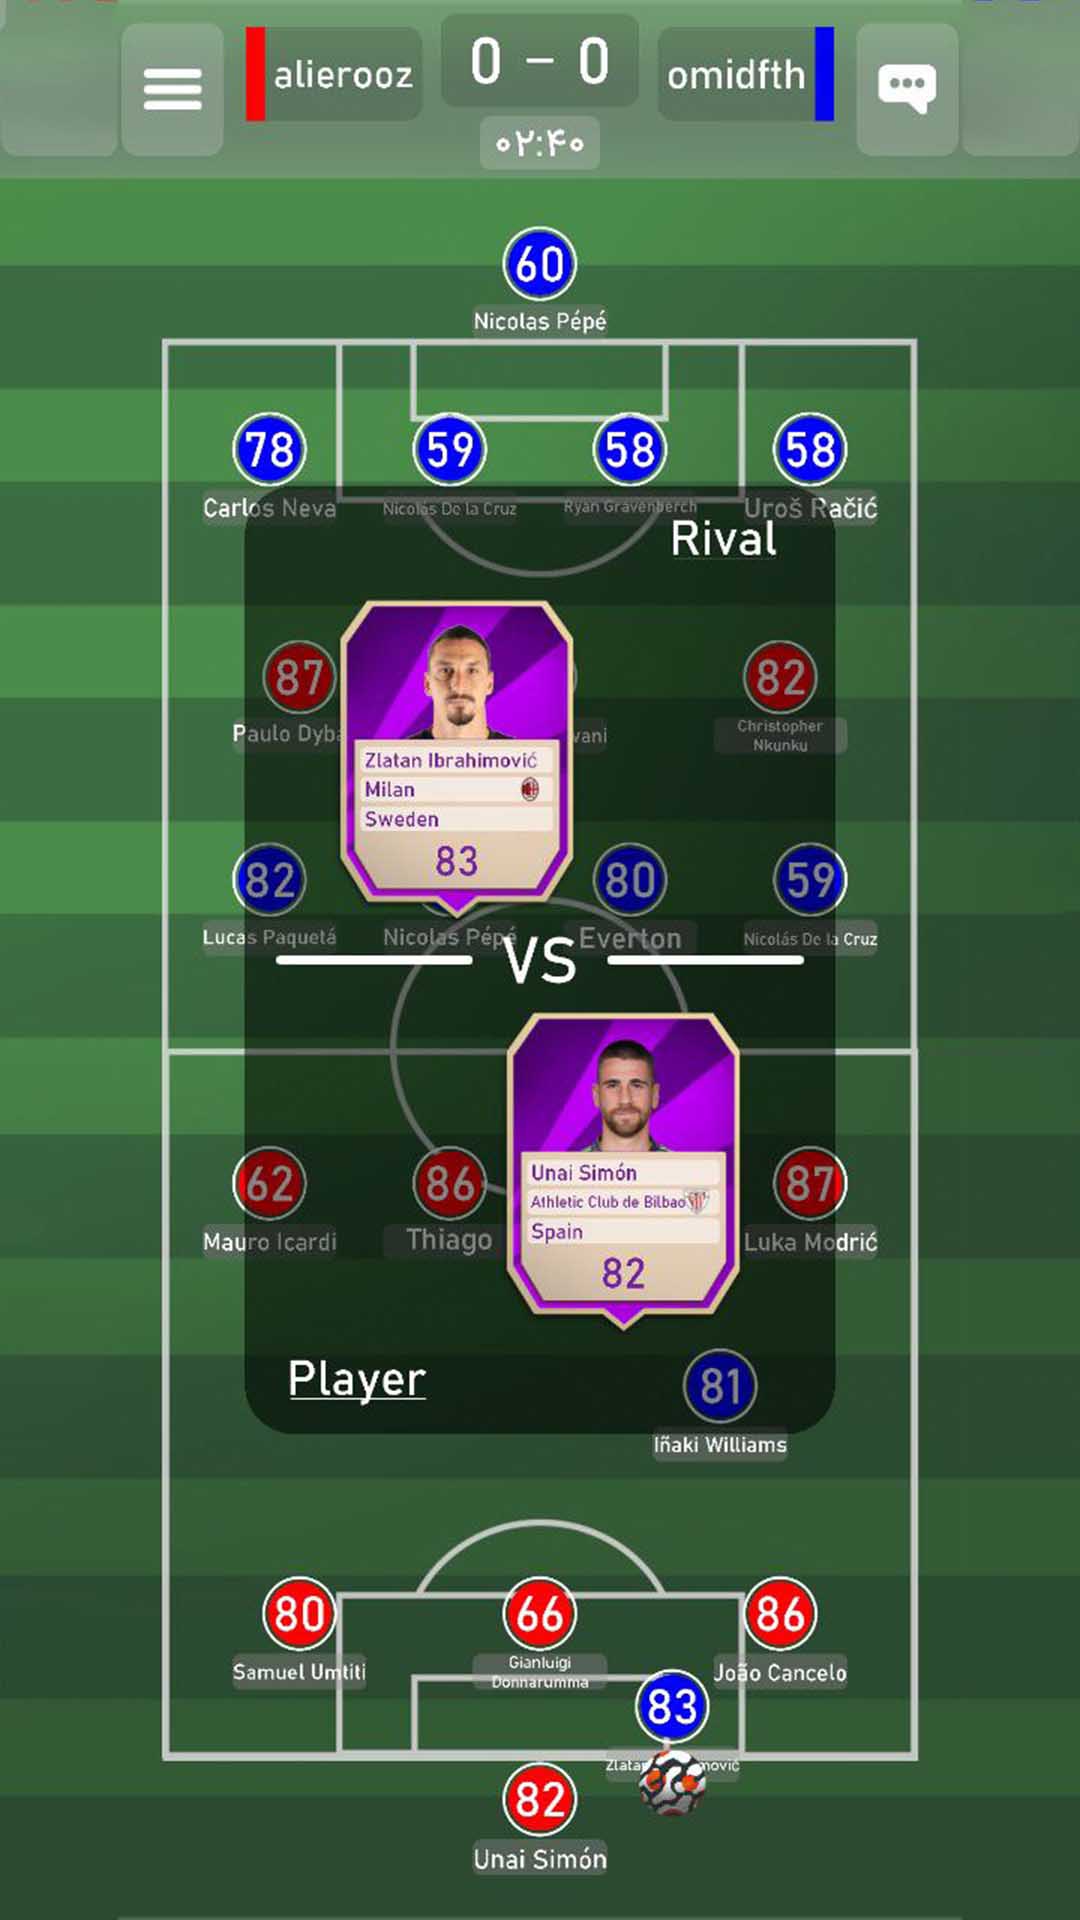 alierooz
0 – 0
omidfth
۰۲:۴۰
60
Nicolas Pépé
78
59
58
58
Carlos Neva
Nicolás De la Cruz
Ryan Gravenberch
Uroš Račić
Rival
87
82
Paulo Dyba
vani
Christopher
Nkunku
Zlatan Ibrahimović
Milan
Sweden
83
82
80
59
Lucas Paquetá
Nicolas Pépé
Everton
Nicolás De la Cruz
VS
Unai Simón
Athletic Club de Bilbao
Spain
82
62
86
87
Mauro Icardi
Thiago
Luka Modrić
Player
81
Iñaki Williams
80
66
86
Samuel Umtiti
Gianluigi
Donnarumma
João Cancelo
83
Zlata mović
82
Unai Simón